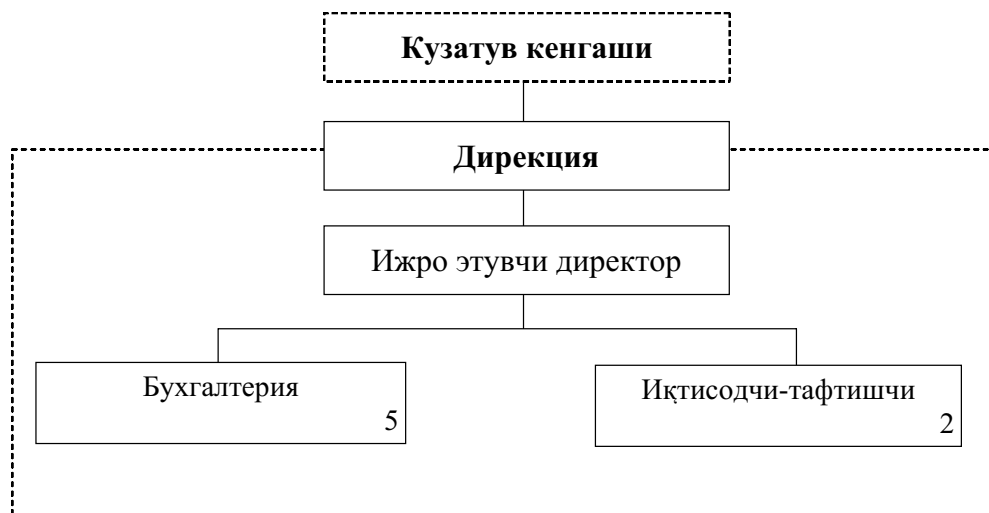 Кузатув кенгаши
Дирекция
Ижро этувчи директор
Бухгалтерия
5
Иқтисодчи-тафтишчи
2